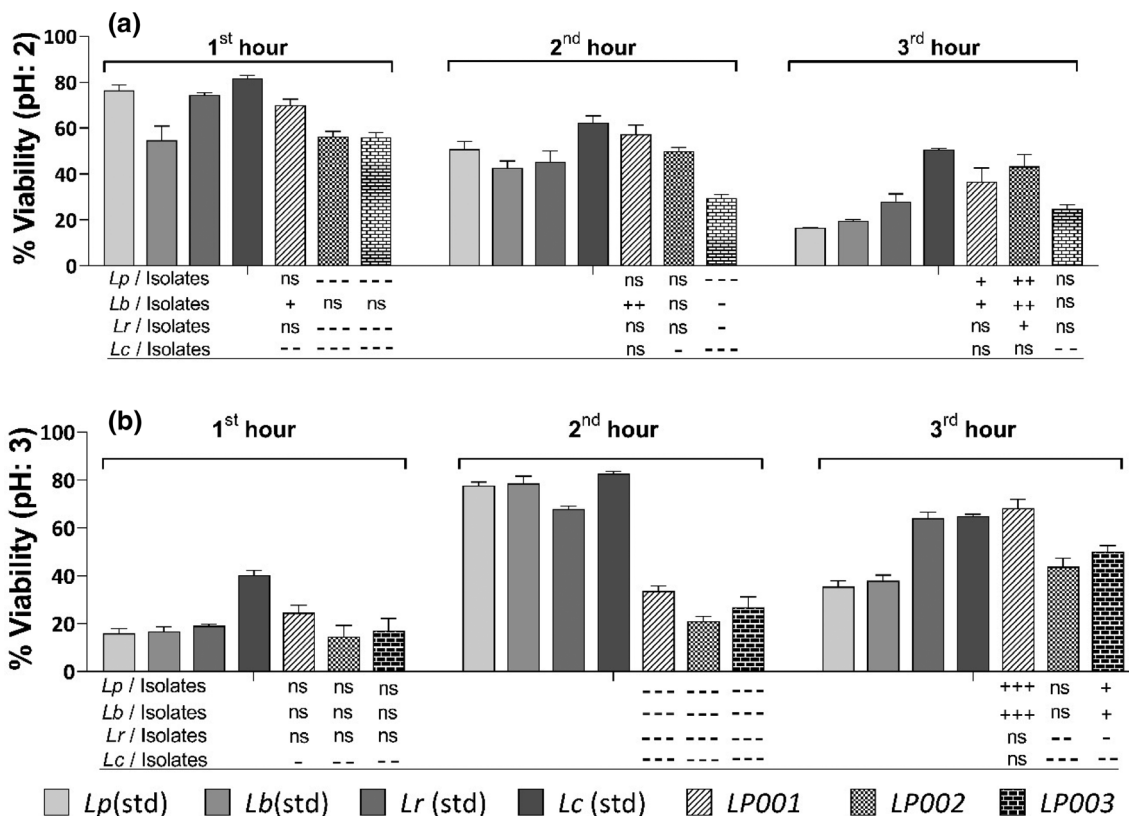 (a)
1st hour
2nd hour
3rd hour
% Viability (pH: 2)
100
80
60
40
20
0
Lp / Isolates ns ---- ---- ns ns --- + ++ ns
Lb / Isolates + ns ns ++ ns - + ++ ns
Lr / Isolates ns ---- ---- ns ns - ns + ns
Lc / Isolates -- ---- ---- ns - ---- ns ns --
(b)
1st hour
2nd hour
3rd hour
% Viability (pH: 3)
100
80
60
40
20
0
Lp / Isolates ns ns ns ---- ---- ---- +++ ns +
Lb / Isolates ns ns ns ---- ---- ---- +++ ns +
Lr / Isolates ns ns ns ---- ---- ---- ns -- -
Lc / Isolates - -- -- ---- ---- ---- ns ---- --
Lp(std) Lb(std) Lr (std) Lc (std) LP001 LP002 LP003